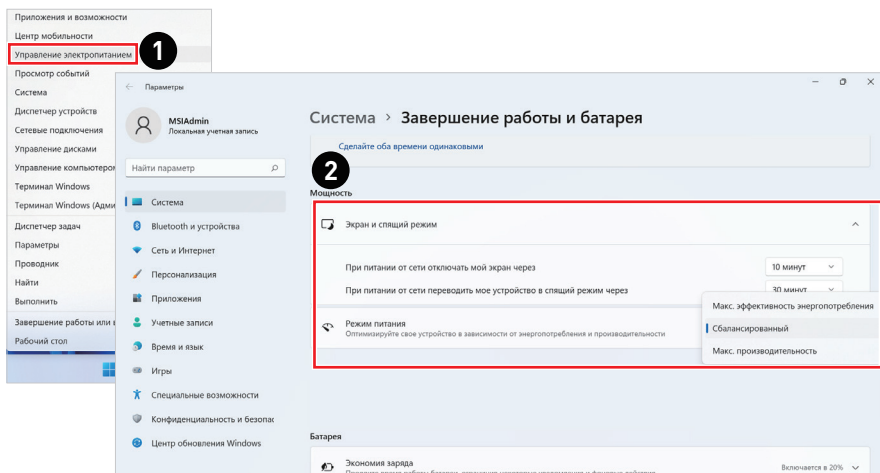 Приложения и возможности
Центр мобильности
Управление электропитанием
1
Просмотр событий
Система
Диспетчер устройств
Сетевые подключения
Управление дисками
Управление компьютером
Терминал Windows
Терминал Windows (Адми
Диспетчер задач
Параметры
Проводник
Найти
Выполнить
Завершение работы или в
Рабочий стол
Параметры
MSIAdmin
Локальная учетная запись
Найти параметр
Система
Bluetooth и устройства
Сеть и Интернет
Персонализация
Приложения
Учетные записи
Время и язык
Игры
Специальные возможности
Конфиденциальность и безопас
Центр обновления Windows
Система > Завершение работы и батарея
Сделайте оба времени одинаковыми
2
Мощность
Экран и спящий режим
При питании от сети отключать мой экран через
10 минут
При питании от сети переводить мое устройство в спящий режим через
30 минут
Режим питания
Оптимизируйте свое устройство в зависимости от энергопотребления и производительности
Макс. эффективность энергопотребления
Сбалансированный
Макс. производительность
Батарея
Экономия заряда
Включается в 20%